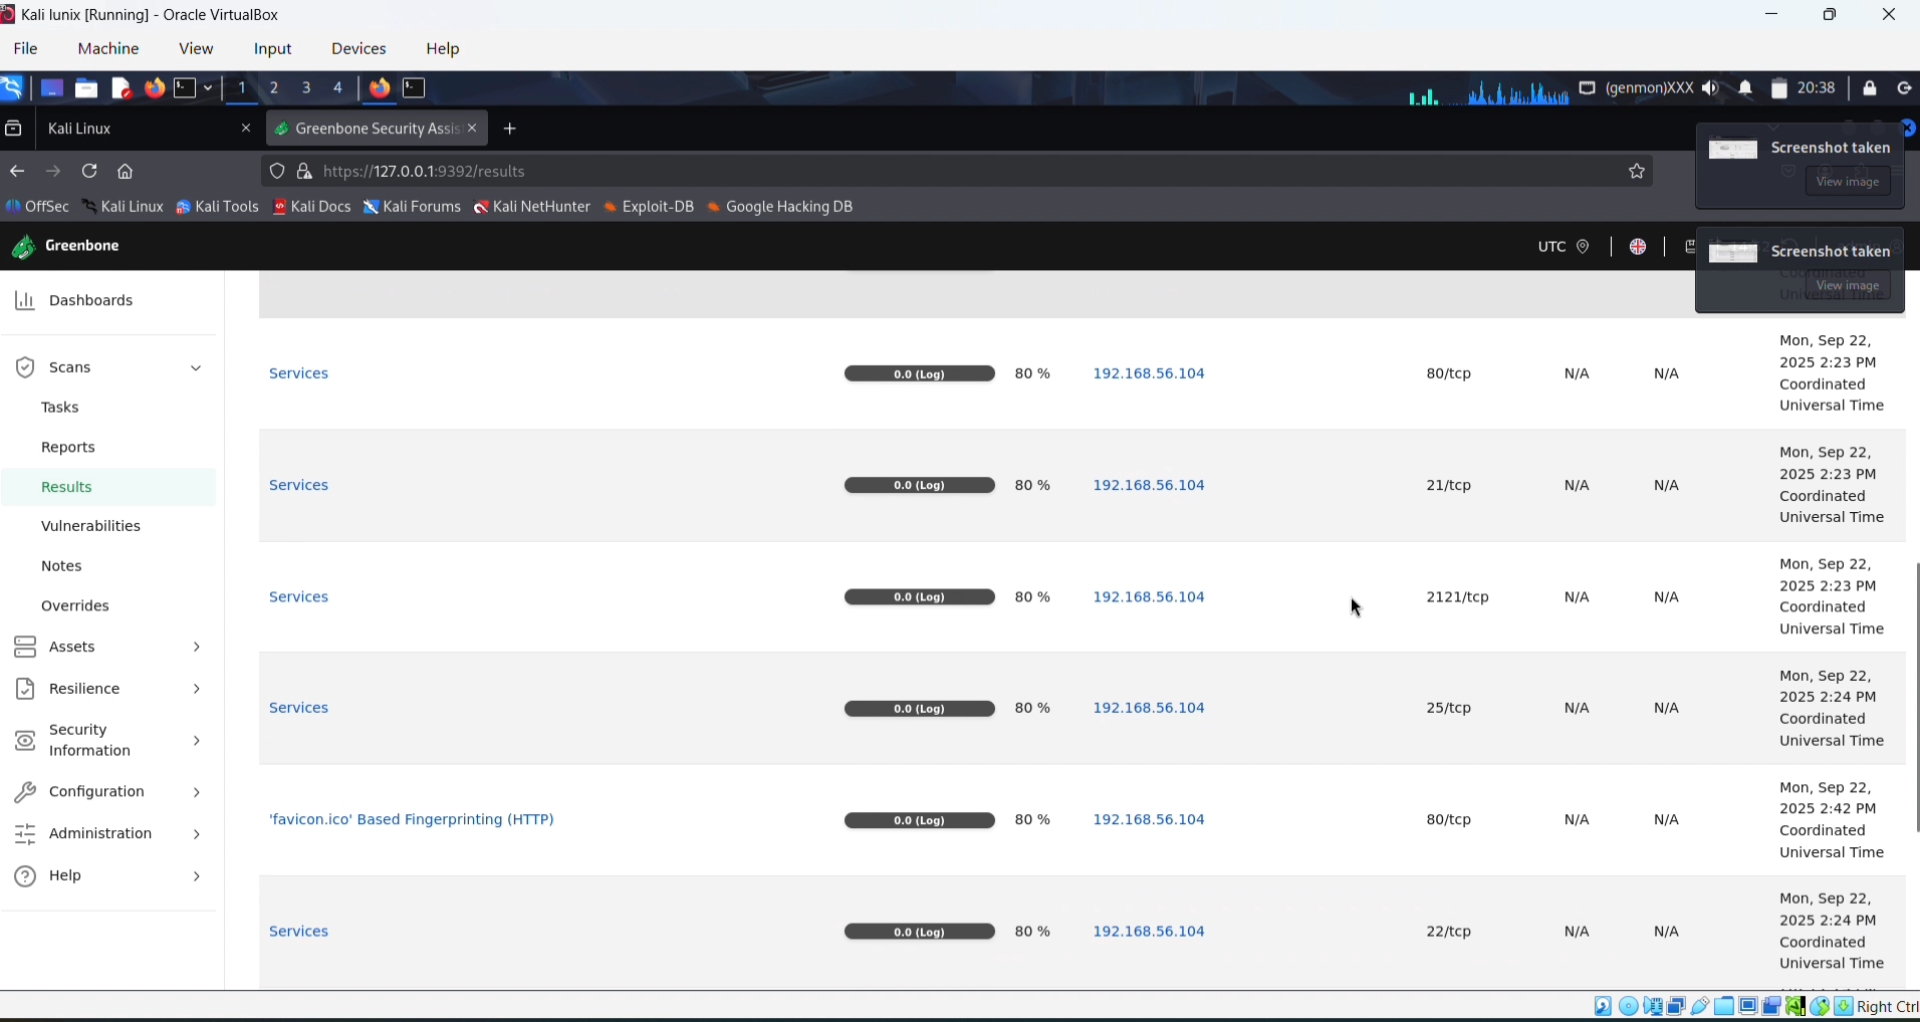 Kali lunix [Running] - Oracle VirtualBox
File Machine View Input Devices Help
1 2 3 4 (genmon)XXX 20:38
Kali Linux Greenbone Security Assis
https://127.0.0.1:9392/results
OffSec Kali Linux Kali Tools Kali Docs Kali Forums Kali NetHunter Exploit-DB Google Hacking DB
Screenshot taken
View image
Greenbone UTC
Screenshot taken
View image
Coordinated
Universal Time
Dashboards
Scans
Tasks
Reports
Results
Vulnerabilities
Notes
Overrides
Assets
Resilience
Security
Information
Configuration
Administration
Help
Services 0.0 (Log) 80 % 192.168.56.104 80/tcp N/A N/A
Mon, Sep 22,
2025 2:23 PM
Coordinated
Universal Time
Services 0.0 (Log) 80 % 192.168.56.104 21/tcp N/A N/A
Mon, Sep 22,
2025 2:23 PM
Coordinated
Universal Time
Services 0.0 (Log) 80 % 192.168.56.104 2121/tcp N/A N/A
Mon, Sep 22,
2025 2:23 PM
Coordinated
Universal Time
Services 0.0 (Log) 80 % 192.168.56.104 25/tcp N/A N/A
Mon, Sep 22,
2025 2:24 PM
Coordinated
Universal Time
'favicon.ico' Based Fingerprinting (HTTP) 0.0 (Log) 80 % 192.168.56.104 80/tcp N/A N/A
Mon, Sep 22,
2025 2:42 PM
Coordinated
Universal Time
Services 0.0 (Log) 80 % 192.168.56.104 22/tcp N/A N/A
Mon, Sep 22,
2025 2:24 PM
Coordinated
Universal Time
Right Ctrl